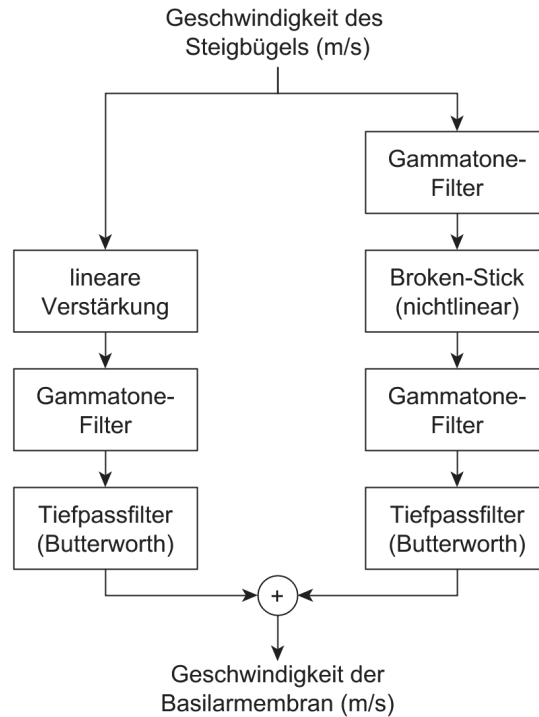 Geschwindigkeit des
Steigbügels (m/s)
Gammatone-
Filter
lineare
Verstärkung
Broken-Stick
(nichtlinear)
Gammatone-
Filter
Gammatone-
Filter
Tiefpassfilter
(Butterworth)
Tiefpassfilter
(Butterworth)
+
Geschwindigkeit der
Basilarmembran (m/s)